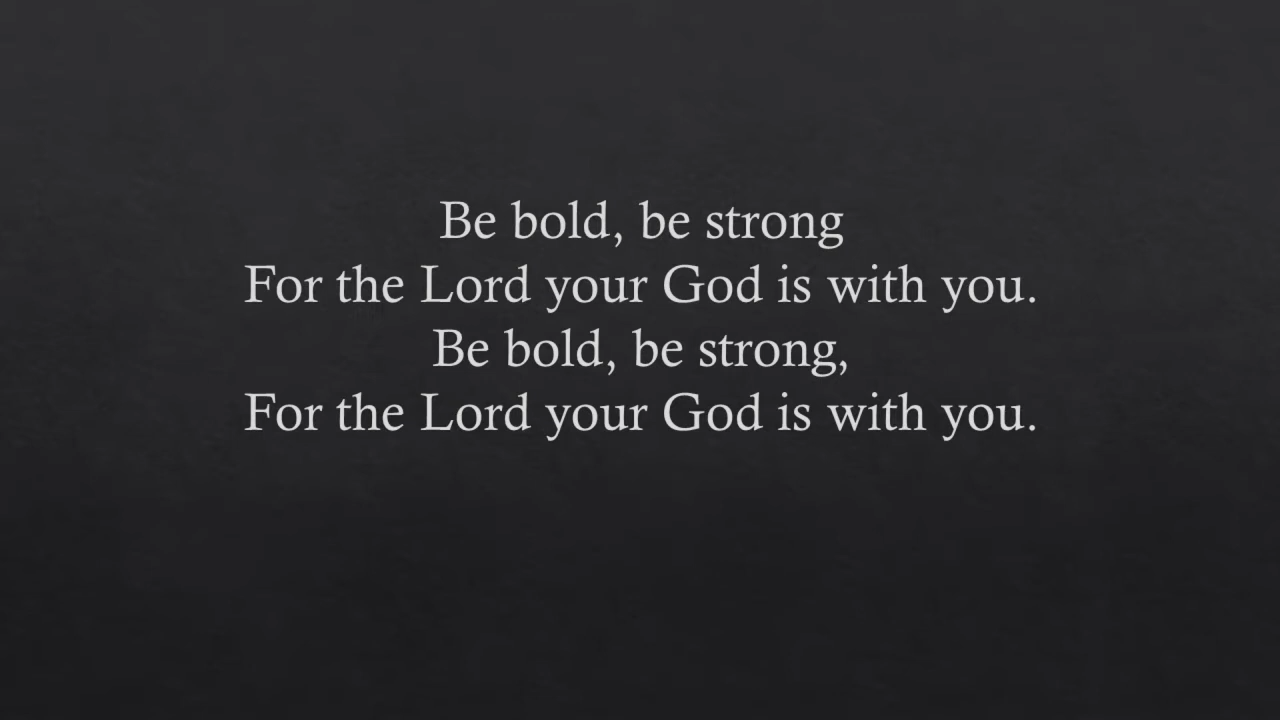 Be bold, be strong
For the Lord your God is with you.
Be bold, be strong,
For the Lord your God is with you.